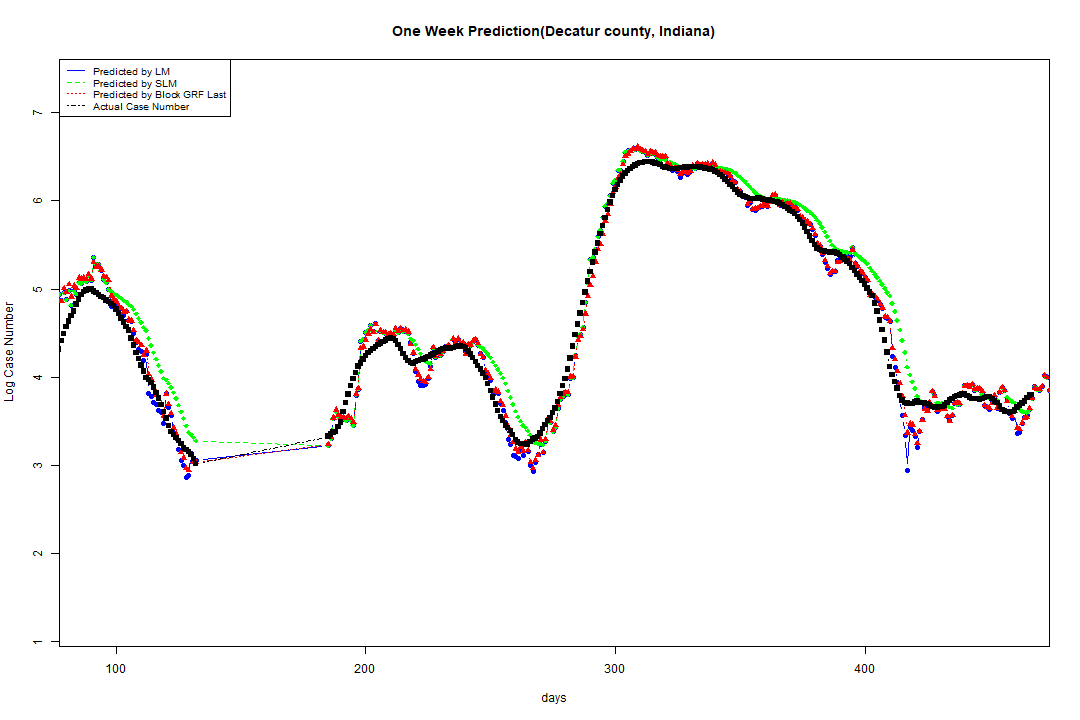 One Week Prediction(Decatur county, Indiana)
Predicted by LM
Predicted by SLM
Predicted by Block GRF Last
Actual Case Number
7
6
5
4
3
2
1
Log Case Number
100 200 300 400
days